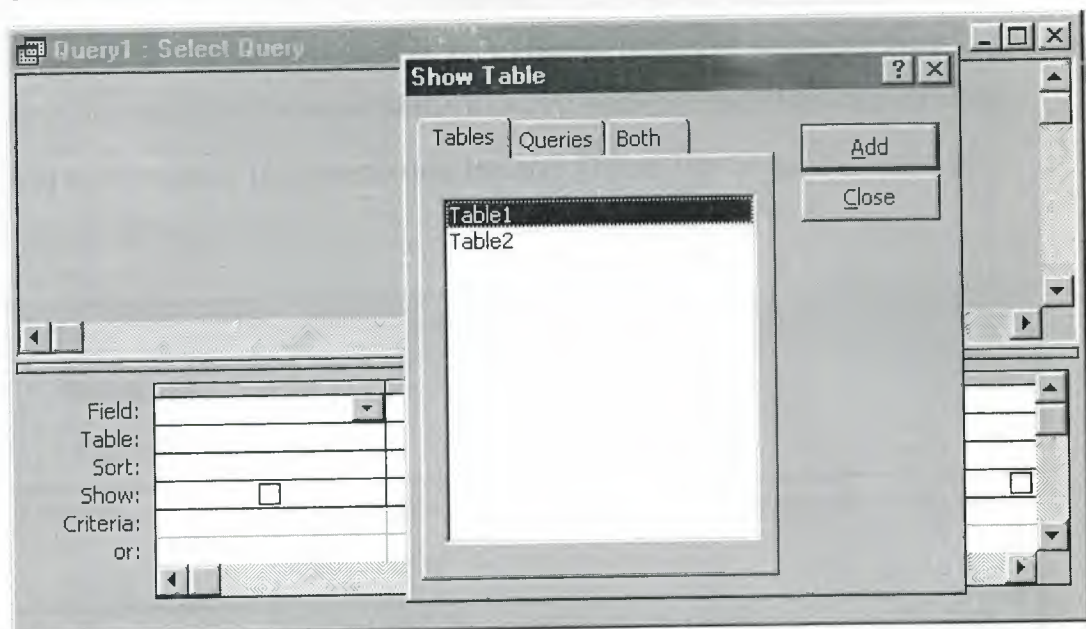 Query1 : Select Query
Show Table
Tables Queries Both
Add
Close
Table1
Table2
Field:
Table:
Sort:
Show:
Criteria:
or: